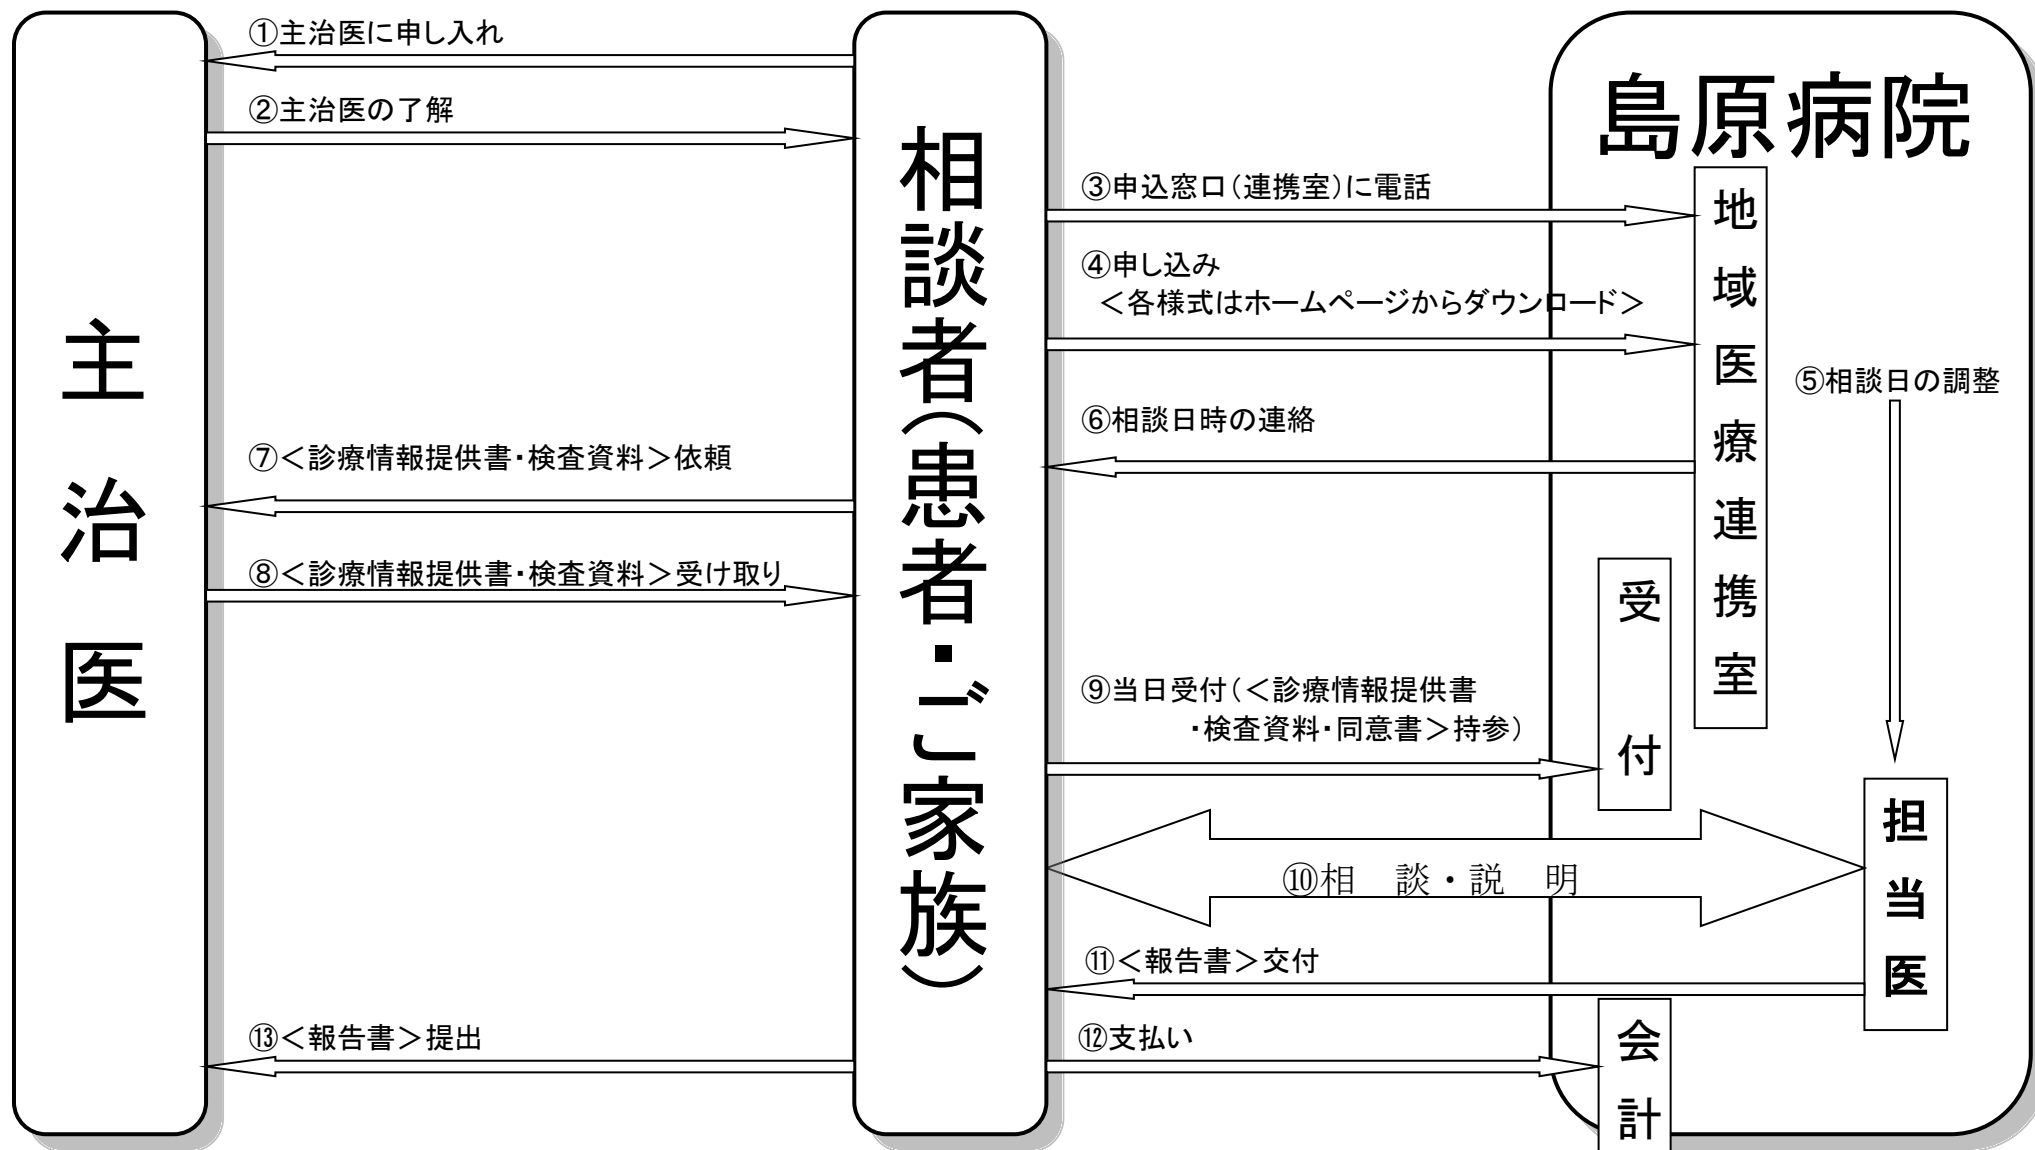 島原病院
主治医
相談者(患者・ご家族)
地域医療連携室
受付
担当医
会計
①主治医に申し入れ
②主治医の了解
③申込窓口(連携室)に電話
④申し込み
＜各様式はホームページからダウンロード＞
⑤相談日の調整
⑥相談日時の連絡
⑦＜診療情報提供書・検査資料＞依頼
⑧＜診療情報提供書・検査資料＞受け取り
⑨当日受付(＜診療情報提供書
・検査資料・同意書＞持参)
⑩相　談・説　明
⑪＜報告書＞交付
⑫支払い
⑬＜報告書＞提出